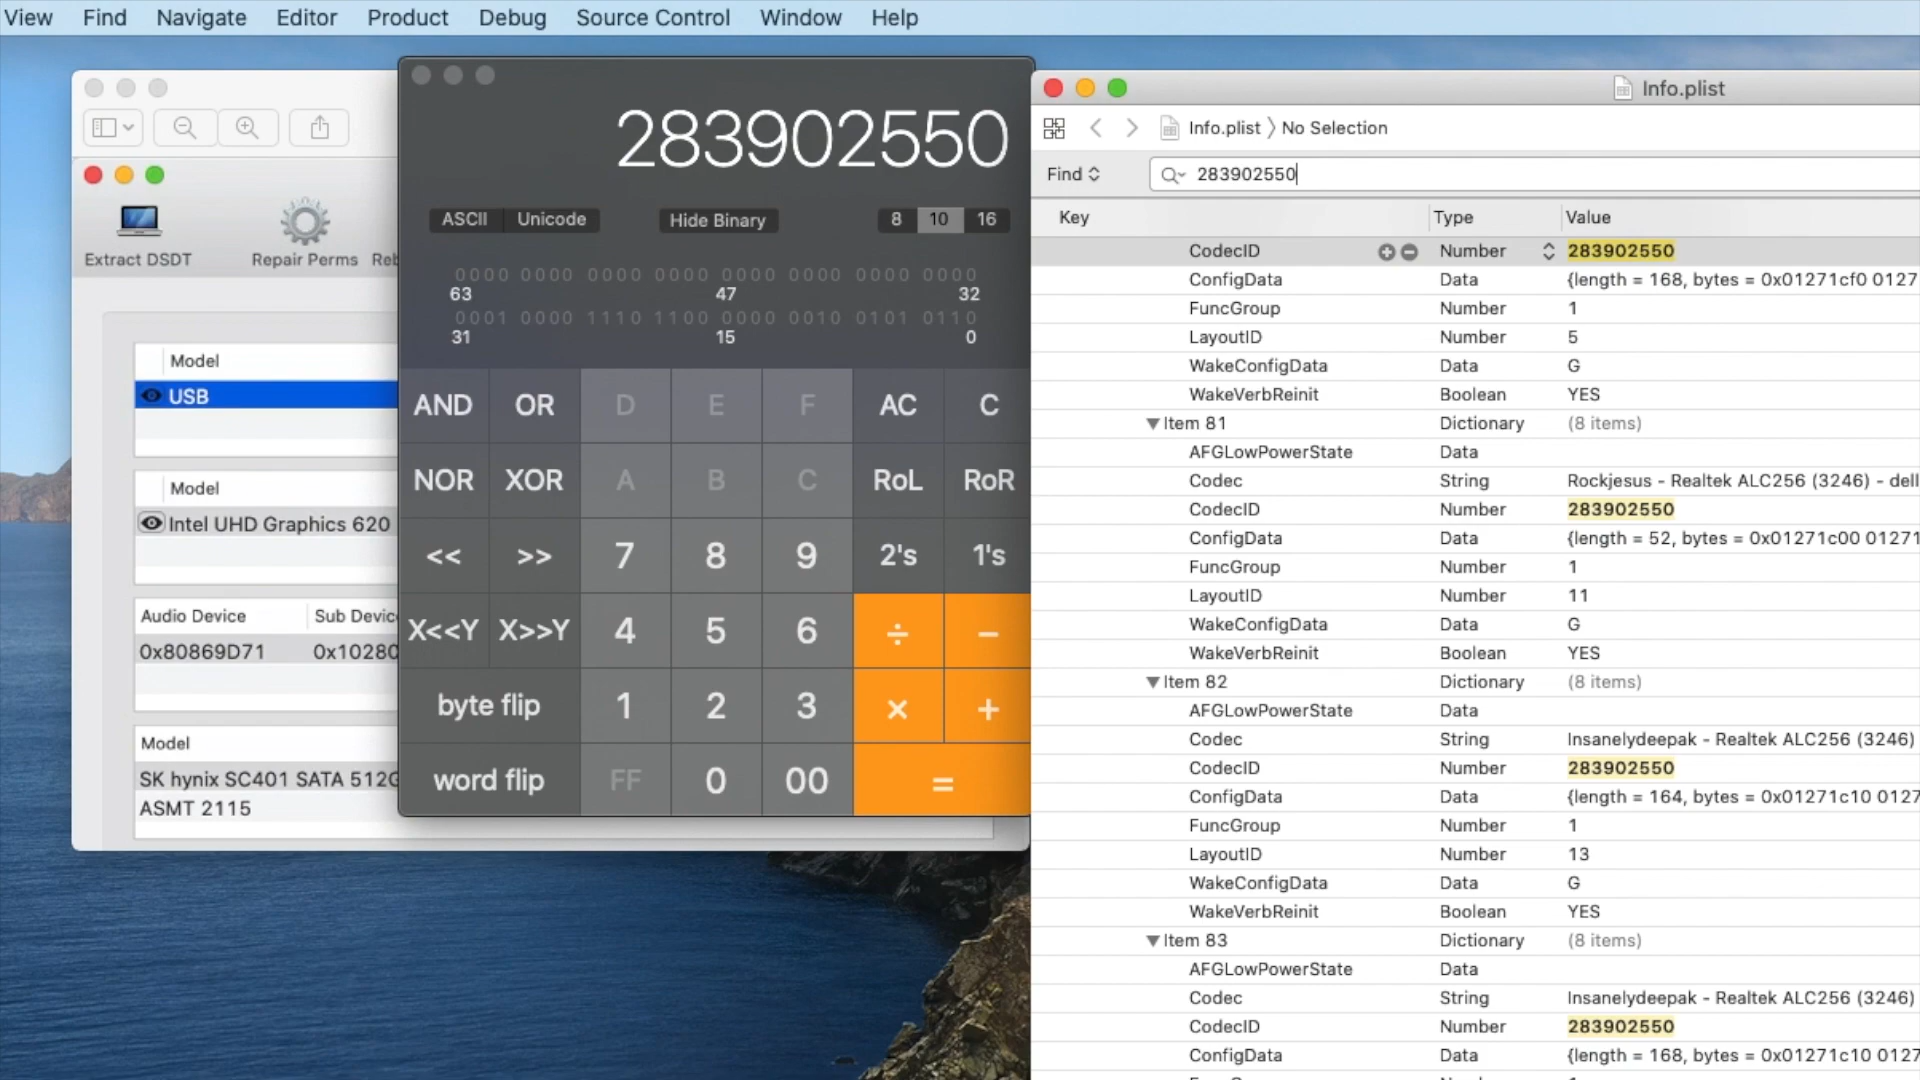 View Find Navigate Editor Product Debug Source Control Window Help
Extract DSDT Repair Perms Reb
Model
USB
Model
Intel UHD Graphics 620
Audio Device Sub Devic
0x80869D71 0x10280
Model
SK hynix SC401 SATA 512G
ASMT 2115
283902550
ASCII Unicode Hide Binary 8 10 16
0000 0000 0000 0000 0000 0000 0000 0000
63 47 32
0001 0000 1110 1100 0000 0010 0101 0110
31 15 0
AND OR D E F AC C
NOR XOR A B C RoL RoR
<< >> 7 8 9 2's 1's
X<<Y X>>Y 4 5 6 ÷ −
byte flip 1 2 3 × +
word flip FF 0 00 =
Info.plist
Info.plist No Selection
Find 283902550
Key Type Value
CodecID Number 283902550
ConfigData Data {length = 168, bytes = 0x01271cf0 0127
FuncGroup Number 1
LayoutID Number 5
WakeConfigData Data G
WakeVerbReinit Boolean YES
Item 81 Dictionary (8 items)
AFGLowPowerState Data
Codec String Rockjesus - Realtek ALC256 (3246) - dell
CodecID Number 283902550
ConfigData Data {length = 52, bytes = 0x01271c00 01271
FuncGroup Number 1
LayoutID Number 11
WakeConfigData Data G
WakeVerbReinit Boolean YES
Item 82 Dictionary (8 items)
AFGLowPowerState Data
Codec String Insanelydeepak - Realtek ALC256 (3246)
CodecID Number 283902550
ConfigData Data {length = 164, bytes = 0x01271c10 0127
FuncGroup Number 1
LayoutID Number 13
WakeConfigData Data G
WakeVerbReinit Boolean YES
Item 83 Dictionary (8 items)
AFGLowPowerState Data
Codec String Insanelydeepak - Realtek ALC256 (3246)
CodecID Number 283902550
ConfigData Data {length = 168, bytes = 0x01271c10 0127